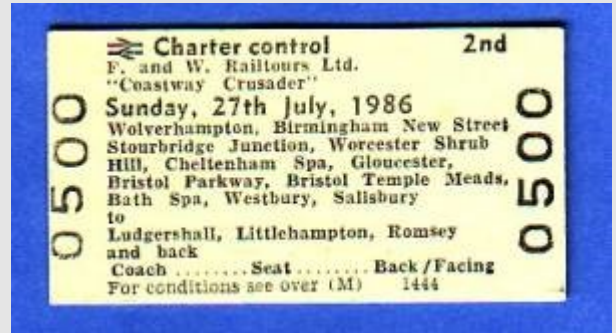 Charter control 2nd
F. and W. Railtours Ltd.
"Coastway Crusader"
Sunday, 27th July, 1986
Wolverhampton, Birmingham New Street
Stourbridge Junction, Worcester Shrub
Hill, Cheltenham Spa, Gloucester,
Bristol Parkway, Bristol Temple Meads,
Bath Spa, Westbury, Salisbury
to
Ludgershall, Littlehampton, Romsey
and back
Coach ........ Seat ........ Back/Facing
For conditions see over (M) 1444
0500
0500